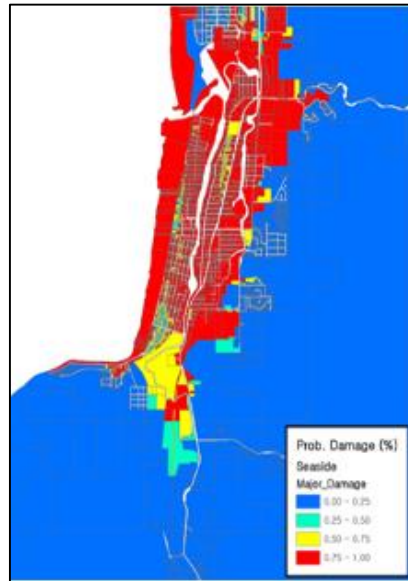 Prob. Damage (%)
Seaside
Major_Damage
0.00 - 0.25
0.25 - 0.50
0.50 - 0.75
0.75 - 1.00